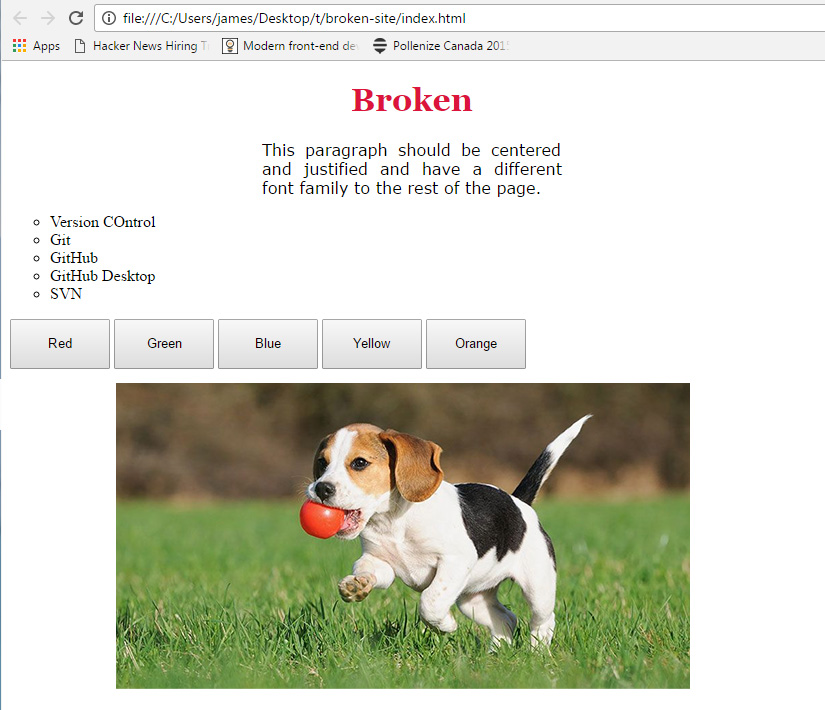 file:///C:/Users/james/Desktop/t/broken-site/index.html
Apps Hacker News Hiring Modern front-end de Pollenize Canada 201
Broken
This paragraph should be centered
and justified and have a different
font family to the rest of the page.
Version COntrol
Git
GitHub
GitHub Desktop
SVN
Red Green Blue Yellow Orange